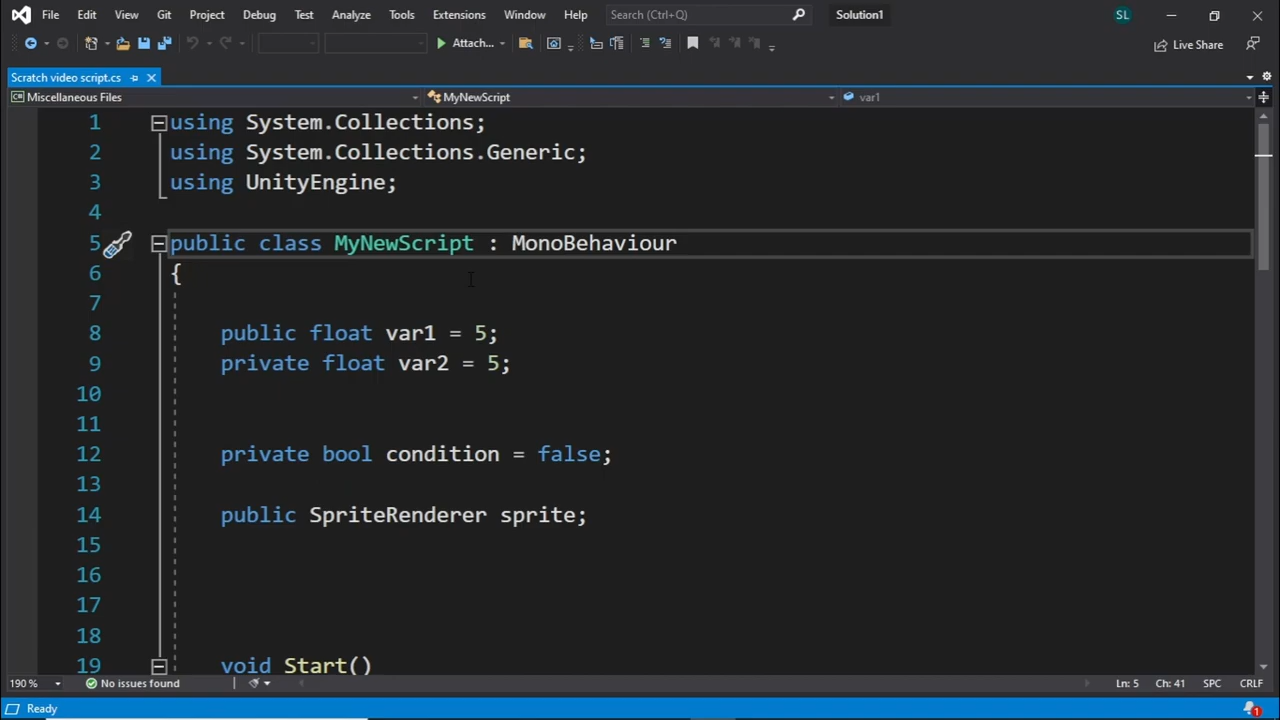 File Edit View Git Project Debug Test Analyze Tools Extensions Window Help Search (Ctrl+Q) Solution1 SL
Attach... Live Share
Scratch video script.cs
C# Miscellaneous Files MyNewScript var1
1 using System.Collections;
2 using System.Collections.Generic;
3 using UnityEngine;
4
5 public class MyNewScript : MonoBehaviour
6 {
7
8 public float var1 = 5;
9 private float var2 = 5;
10
11
12 private bool condition = false;
13
14 public SpriteRenderer sprite;
15
16
17
18
19 void Start()
190 % No issues found Ln: 5 Ch: 41 SPC CRLF
Ready 1